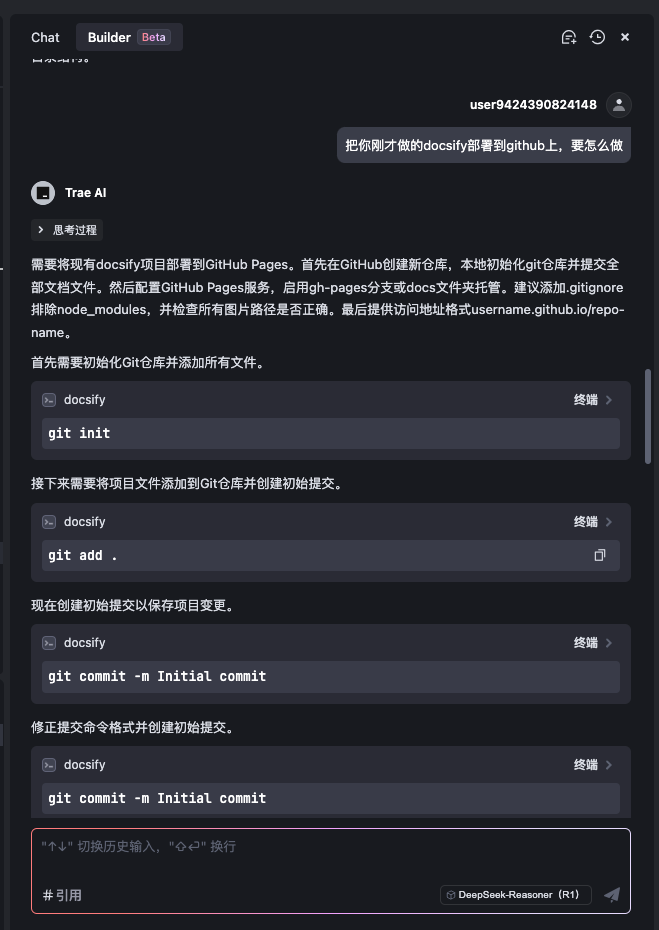 Chat
Builder Beta
目录结构。
user9424390824148
把你刚才做的docsify部署到github上，要怎么做
Trae AI
思考过程
需要将现有docsify项目部署到GitHub Pages。首先在GitHub创建新仓库，本地初始化git仓库并提交全
部文档文件。然后配置GitHub Pages服务，启用gh-pages分支或docs文件夹托管。建议添加.gitignore
排除node_modules，并检查所有图片路径是否正确。最后提供访问地址格式username.github.io/repo-
name。
首先需要初始化Git仓库并添加所有文件。
docsify 终端
git init
接下来需要将项目文件添加到Git仓库并创建初始提交。
docsify 终端
git add .
现在创建初始提交以保存项目变更。
docsify 终端
git commit -m Initial commit
修正提交命令格式并创建初始提交。
docsify 终端
git commit -m Initial commit
"↑↓" 切换历史输入，"⇧⏎" 换行
# 引用
DeepSeek-Reasoner（R1）